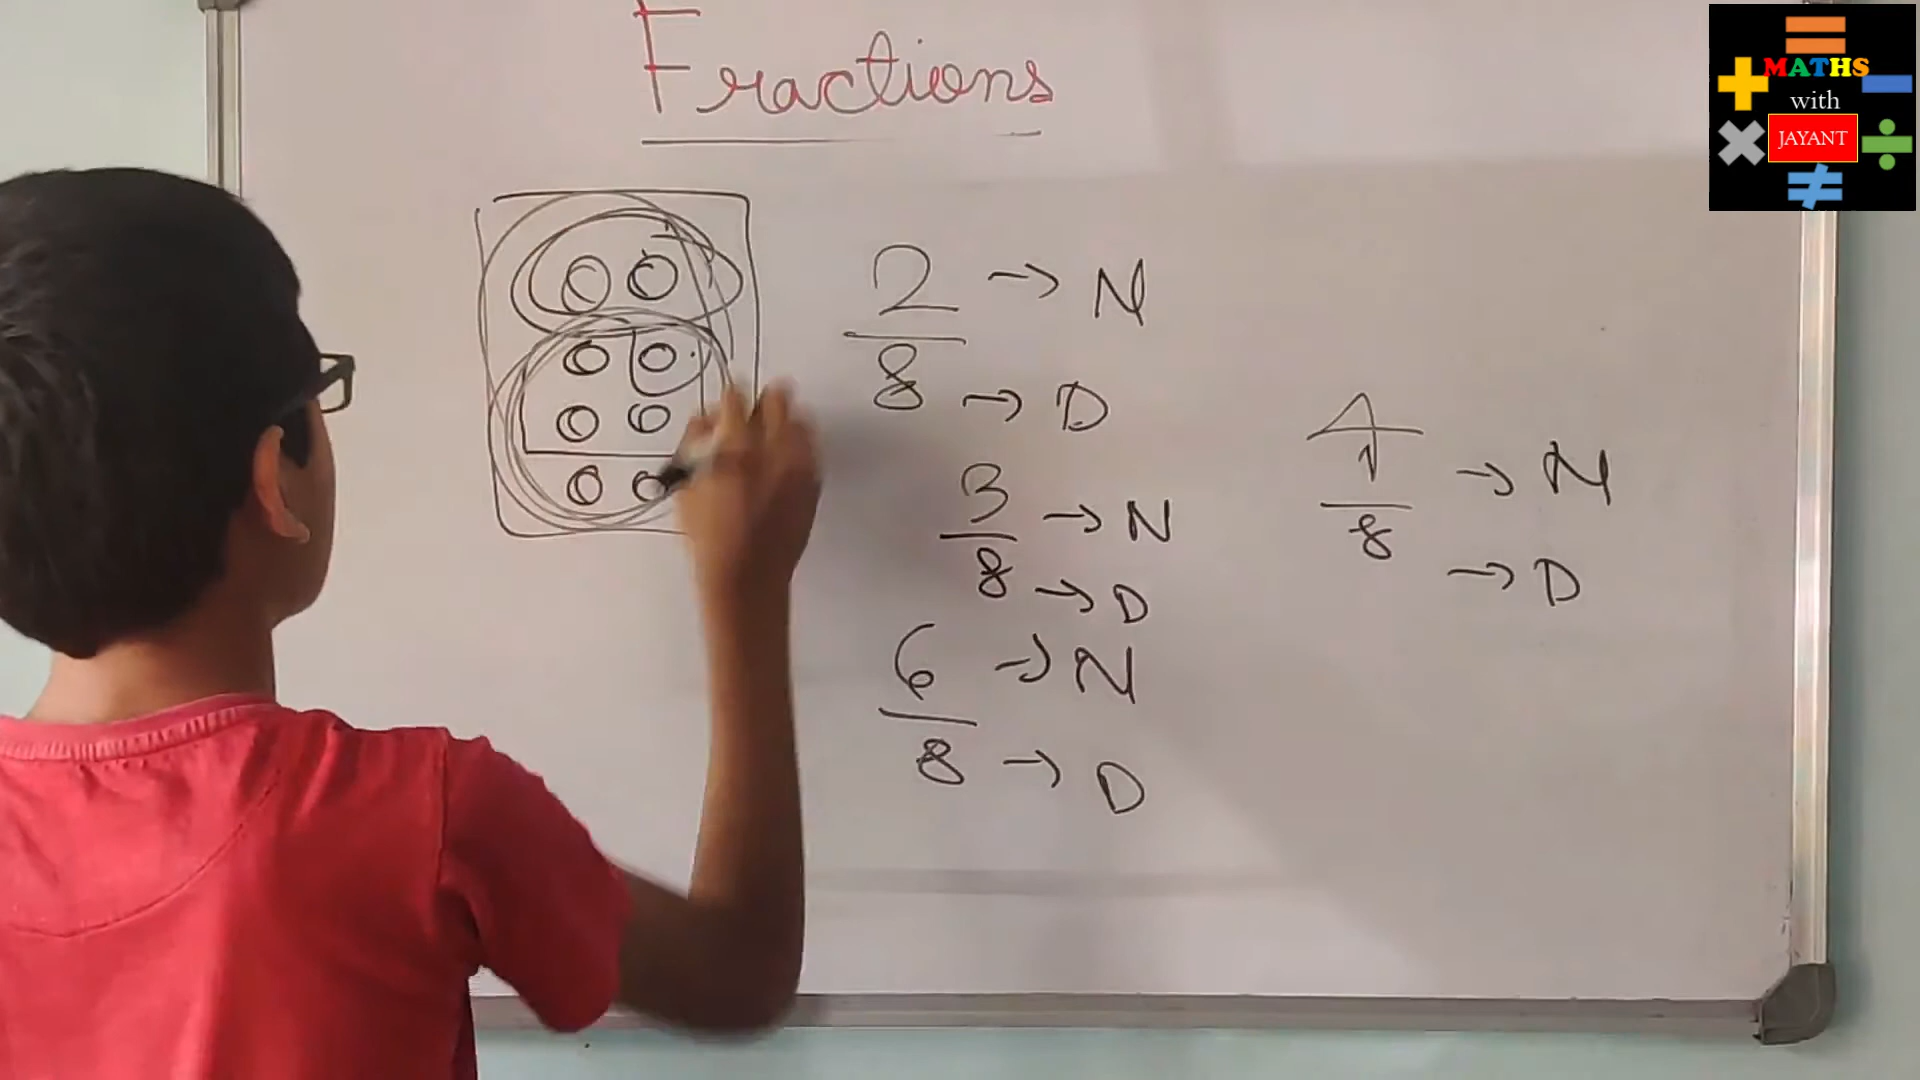 Fractions
MATHS
with
JAYANT
2 → N
8 → D
3 → N
8 → D
6 → N
8 → D
4 → N
8 → D